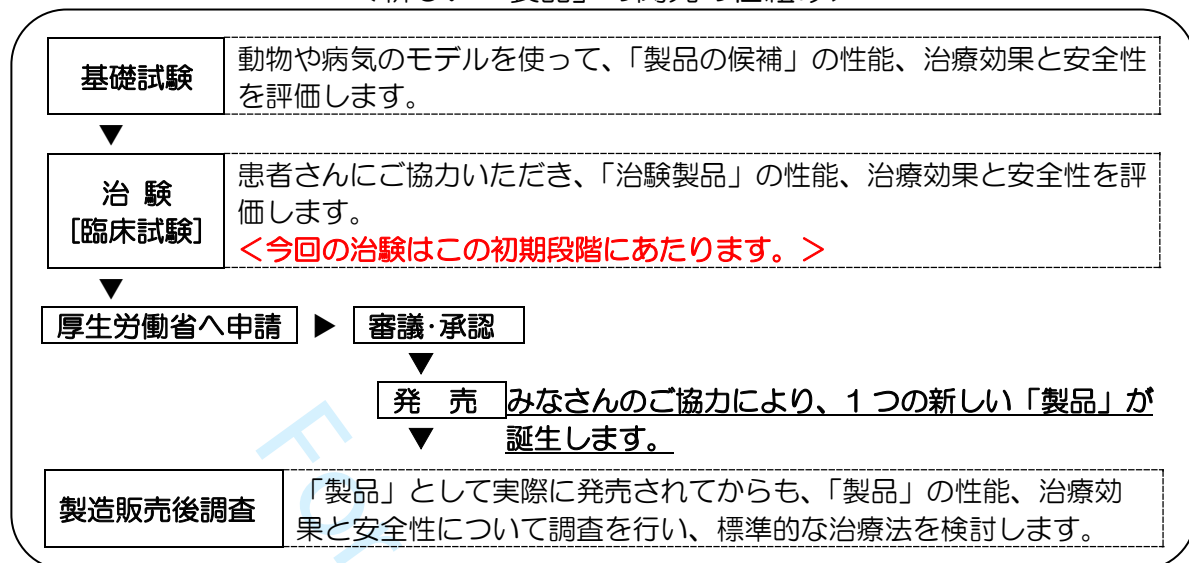 基礎試験
動物や病気のモデルを使って、「製品の候補」の性能、治療効果と安全性
を評価します。
▼
治 験
[臨床試験]
患者さんにご協力いただき、「治験製品」の性能、治療効果と安全性を評
価します。
<今回の治験はこの初期段階にあたります。>
▼
厚生労働省へ申請 ▶ 審議･承認
▼
発 売 みなさんのご協力により、1つの新しい「製品」が
▼ 誕生します。
製造販売後調査
「製品」として実際に発売されてからも、「製品」の性能、治療効
果と安全性について調査を行い、標準的な治療法を検討します。
For